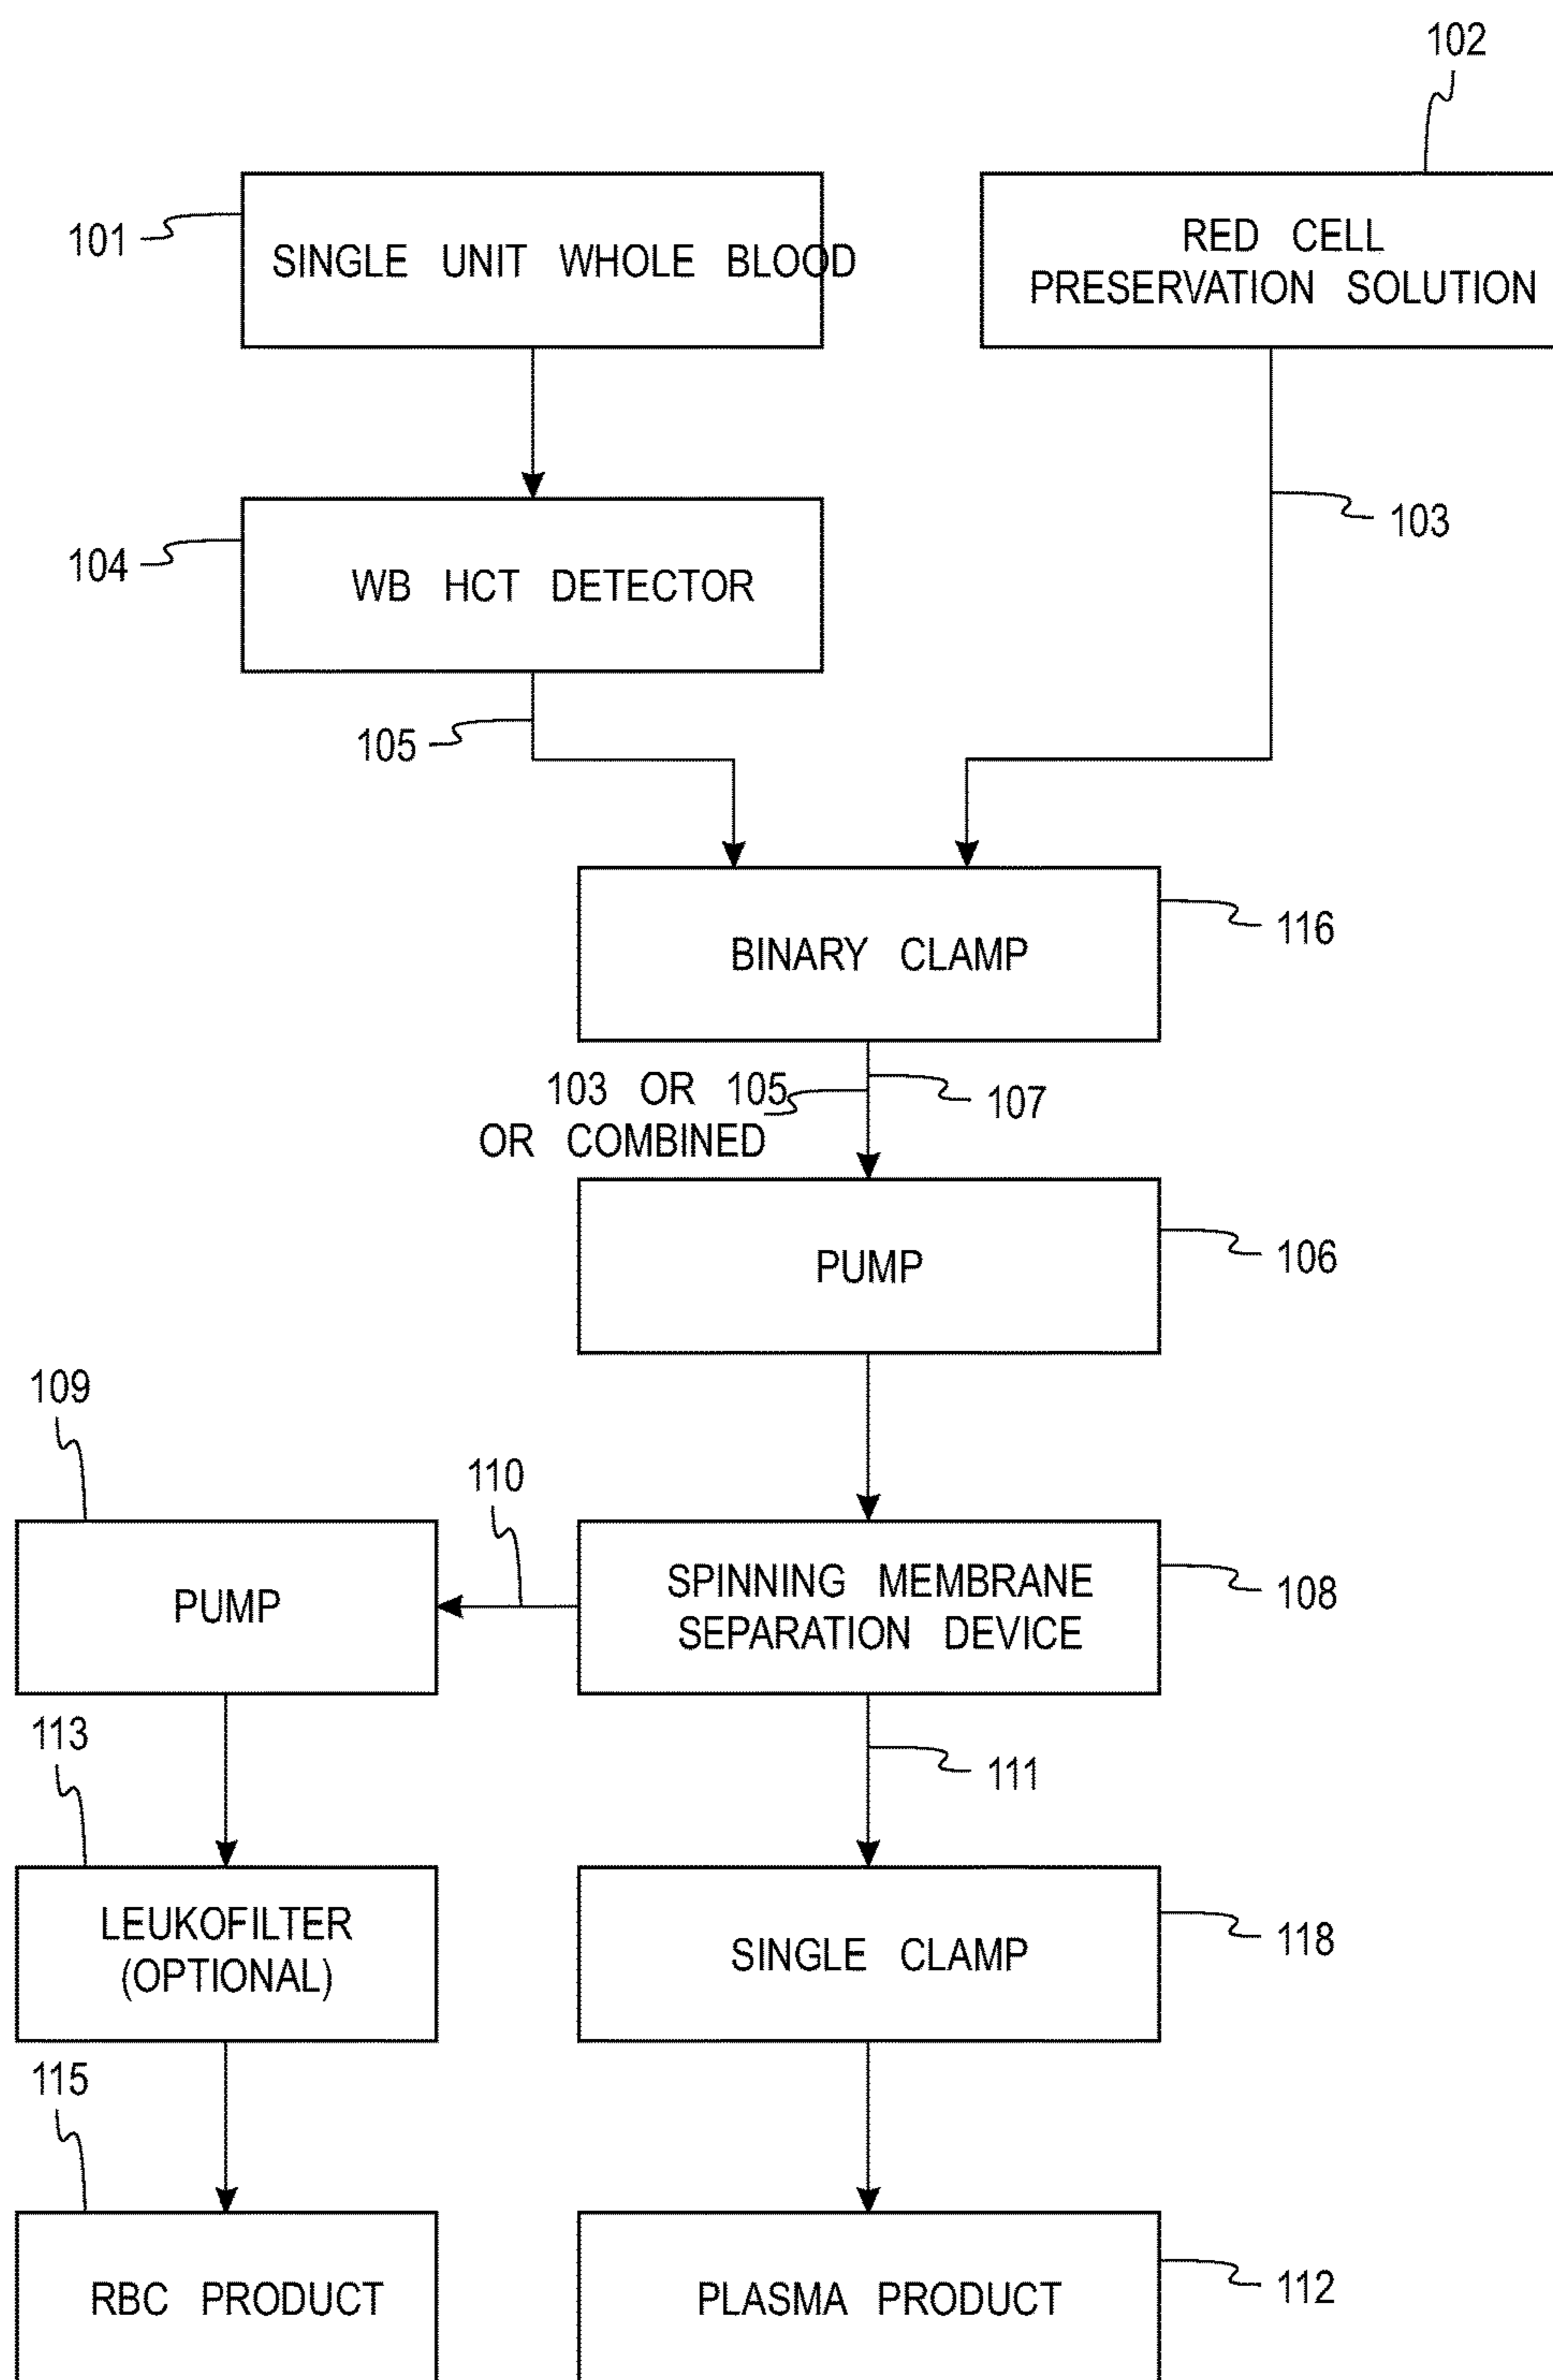 102
101
SINGLE UNIT WHOLE BLOOD
RED CELL
PRESERVATION SOLUTION
104
WB HCT DETECTOR
103
105
BINARY CLAMP
116
103 OR 105
OR COMBINED
107
PUMP
106
109
110
PUMP
SPINNING MEMBRANE
SEPARATION DEVICE
108
113
111
LEUKOFILTER
(OPTIONAL)
SINGLE CLAMP
118
115
RBC PRODUCT
PLASMA PRODUCT
112